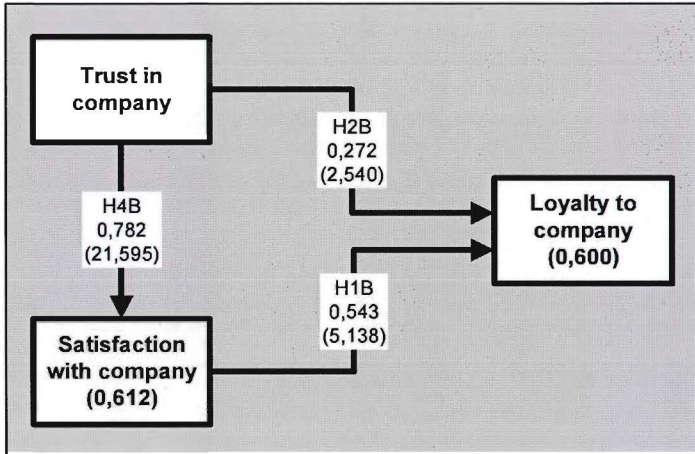 Trust in
company
H2B
0,272
(2,540)
H4B
0,782
(21,595)
Loyalty to
company
(0,600)
H1B
0,543
(5,138)
Satisfaction
with company
(0,612)